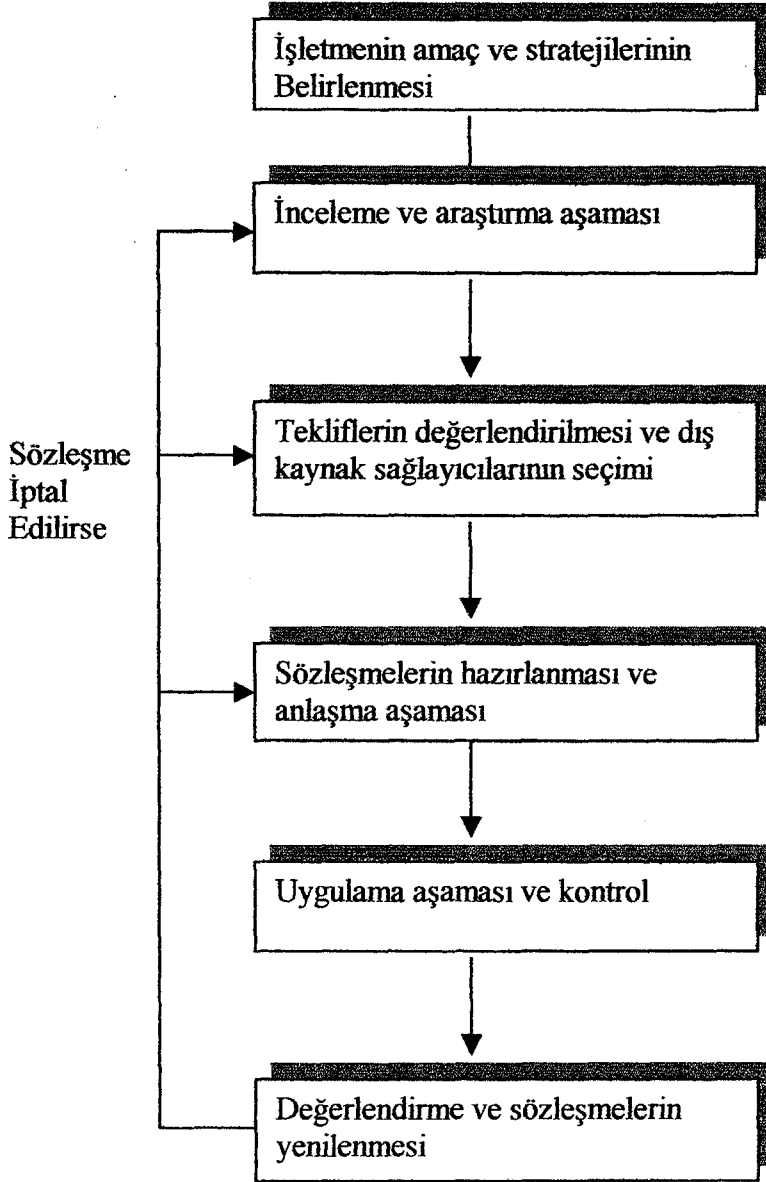 İşletmenin amaç ve stratejilerinin
Belirlenmesi
İnceleme ve araştırma aşaması
Tekliflerin değerlendirilmesi ve dış
kaynak sağlayıcılarının seçimi
Sözleşme
İptal
Edilirse
Sözleşmelerin hazırlanması ve
anlaşma aşaması
Uygulama aşaması ve kontrol
Değerlendirme ve sözleşmelerin
yenilenmesi